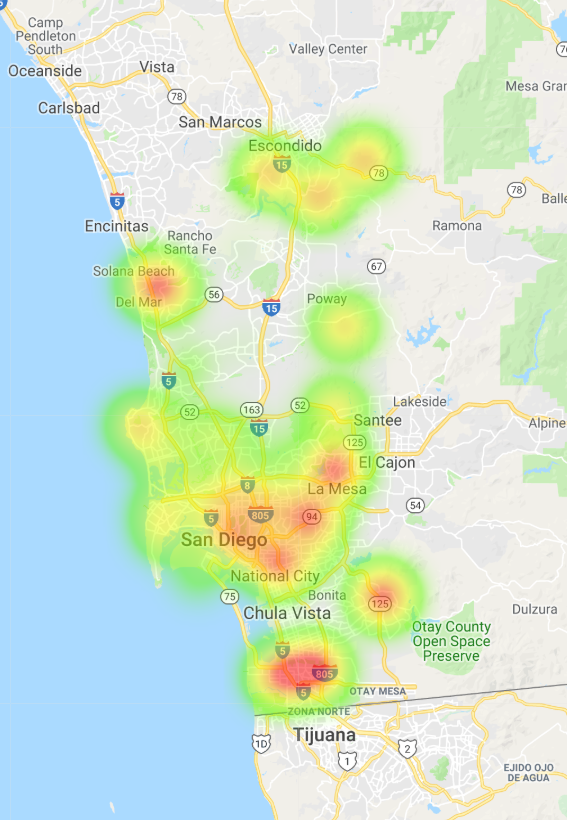 Camp
Pendleton
South
Valley Center
Oceanside
Vista
Mesa Gran
Carlsbad
78
San Marcos
Escondido
15
78
78
Balle
5
Encinitas
Ramona
Rancho
Santa Fe
67
Solana Beach
56
Del Mar
15
Poway
5
52
163
52
Lakeside
15
Santee
Alpine
125
El Cajon
8
La Mesa
54
5
805
94
San Diego
National City
75
Bonita
125
Chula Vista
Dulzura
Otay County
Open Space
Preserve
5
805
5
OTAY MESA
ZONA NORTE
Tijuana
1D
2
1
EJIDO OJO
DE AGUA